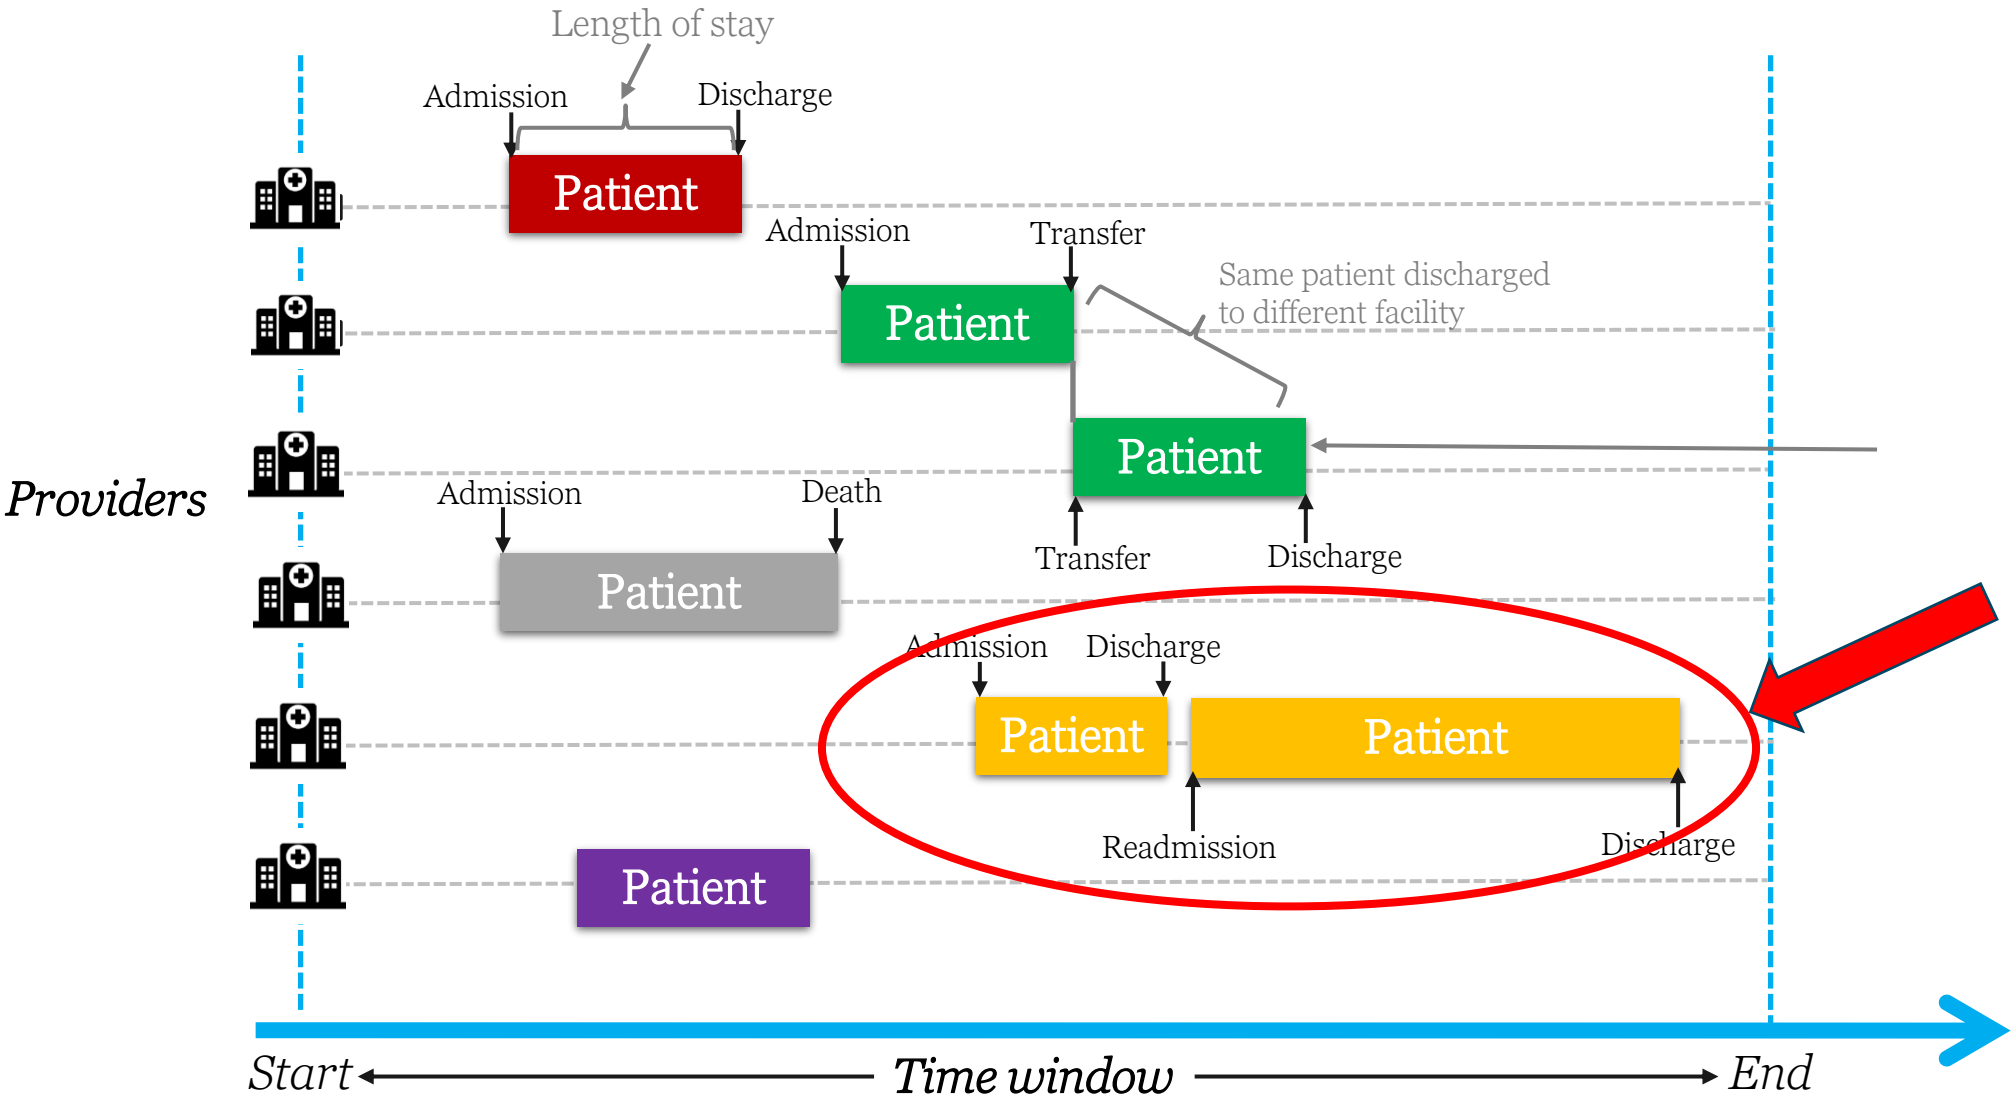 Length of stay
Admission
Discharge
Patient
Admission
Transfer
Patient
Same patient discharged
to different facility
Patient
Providers
Admission
Death
Transfer
Discharge
Patient
Admission
Discharge
Patient
Patient
Readmission
Discharge
Patient
Start
Time window
End